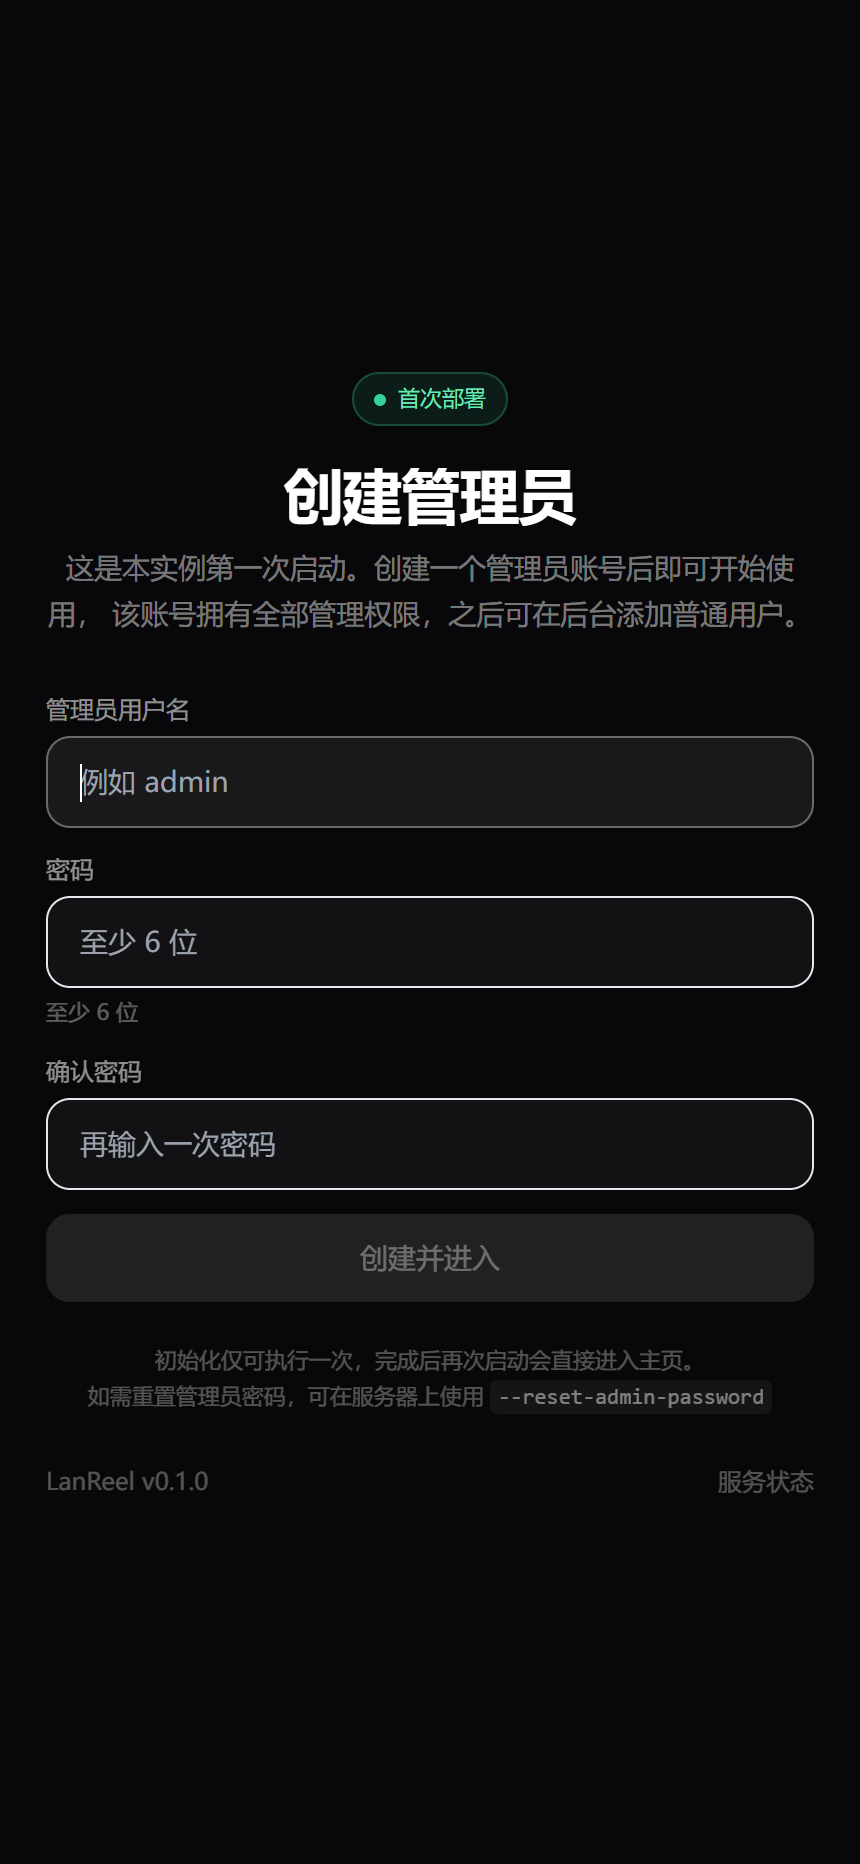 首次部署
创建管理员
这是本实例第一次启动。创建一个管理员账号后即可开始使
用， 该账号拥有全部管理权限，之后可在后台添加普通用户。
管理员用户名
例如 admin
密码
至少 6 位
至少 6 位
确认密码
再输入一次密码
创建并进入
初始化仅可执行一次，完成后再次启动会直接进入主页。
如需重置管理员密码，可在服务器上使用 --reset-admin-password
LanReel v0.1.0 服务状态